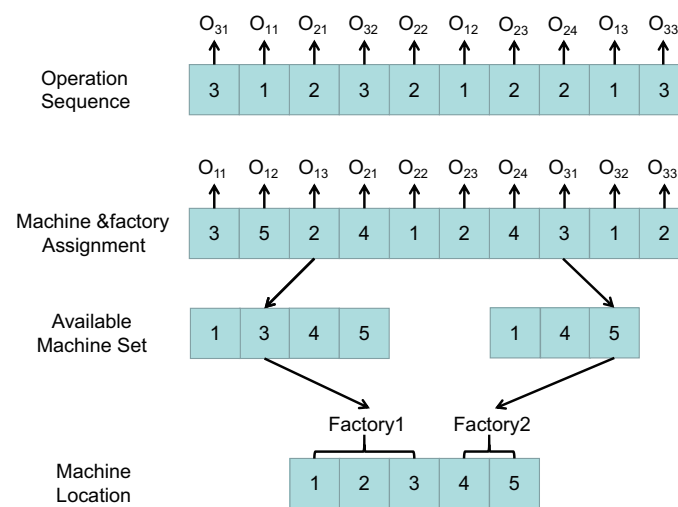 O31 O11 O21 O32 O22 O12 O23 O24 O13 O33
Operation
Sequence
3 1 2 3 2 1 2 2 1 3
O11 O12 O13 O21 O22 O23 O24 O31 O32 O33
Machine &factory
Assignment
3 5 2 4 1 2 4 3 1 2
Available
Machine Set
1 3 4 5 1 4 5
Factory1 Factory2
Machine
Location
1 2 3 4 5